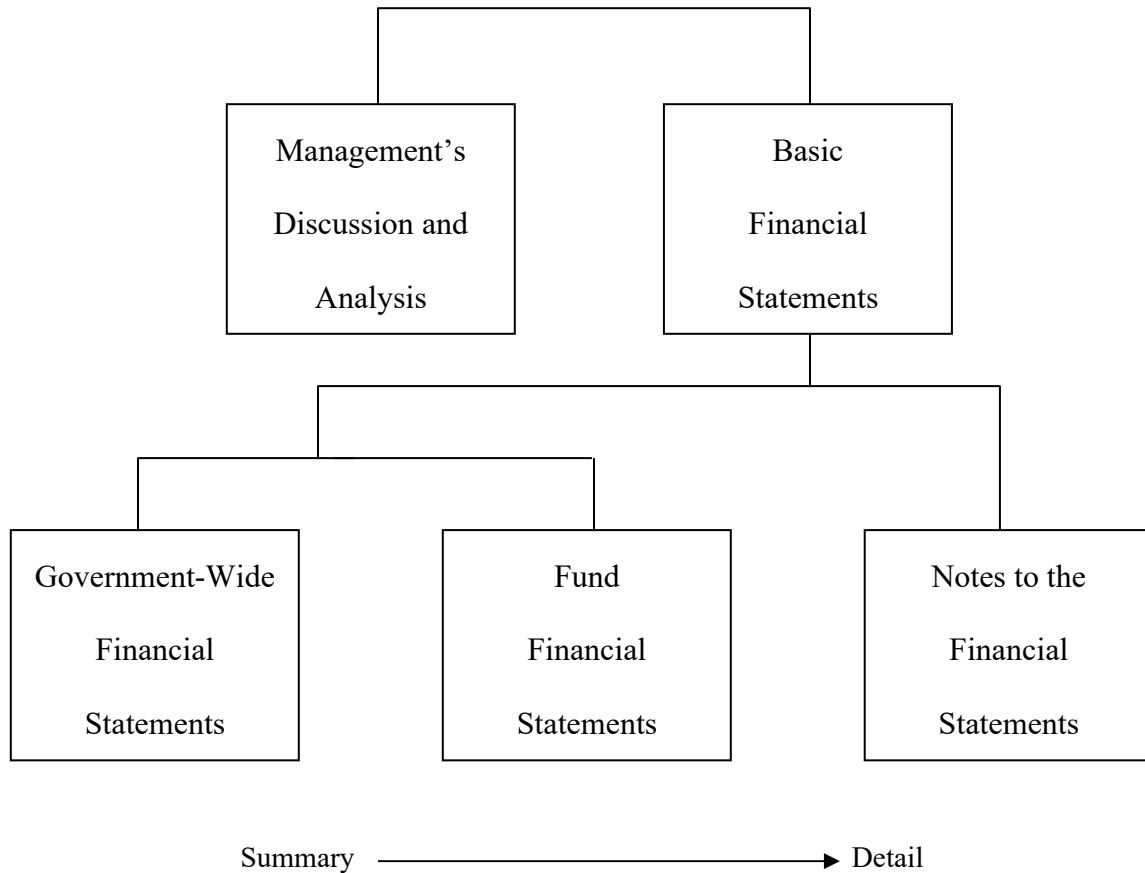 Management’s
Discussion and
Analysis
Basic
Financial
Statements
Government-Wide
Financial
Statements
Fund
Financial
Statements
Notes to the
Financial
Statements
Summary
Detail